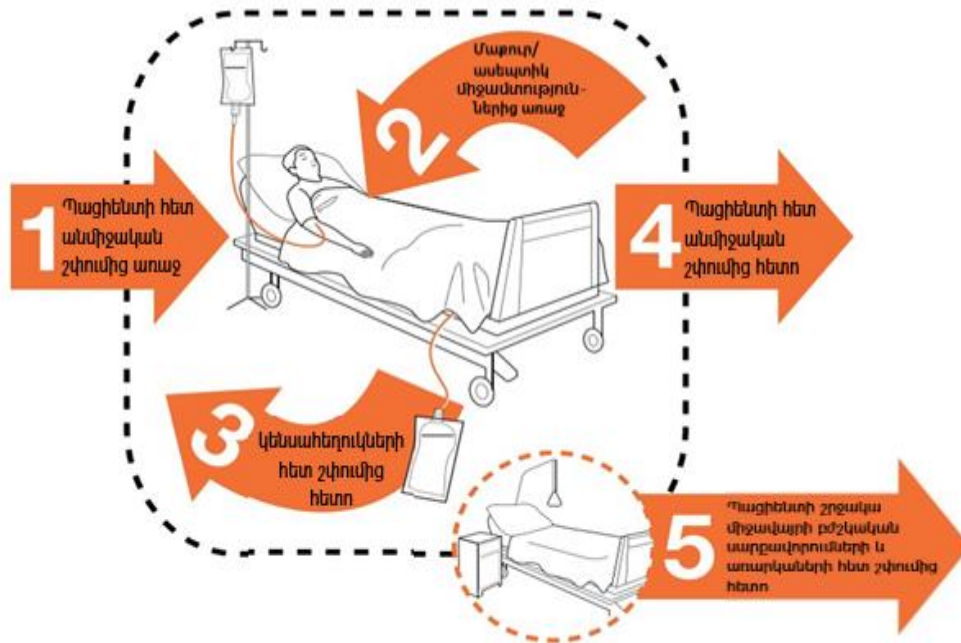 1
Պացիենտի հետ
անմիջական
շփումից առաջ
2
Մաքուր/
ասեպտիկ
միջամտություն-
ներից առաջ
3
կենսահեղուկների
հետ շփումից
հետո
4
Պացիենտի հետ
անմիջական
շփումից հետո
5
Պացիենտի շրջակա
միջավայրի բժշկական
սարքավորումների և
առարկաների հետ շփումից
հետո